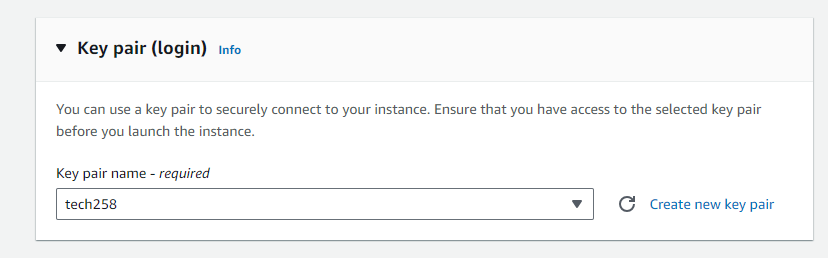 Key pair (login) Info
You can use a key pair to securely connect to your instance. Ensure that you have access to the selected key pair
before you launch the instance.
Key pair name - required
tech258
Create new key pair